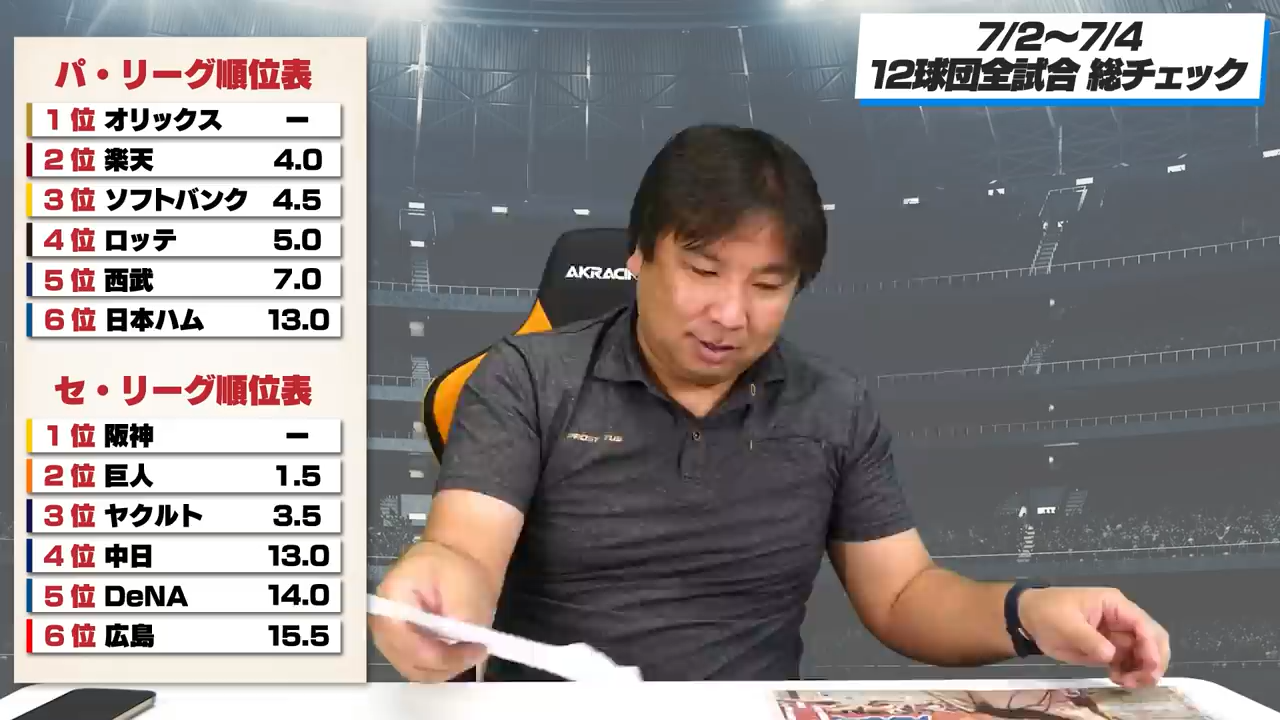 7/2〜7/4
12球団全試合 総チェック
パ・リーグ順位表
1位 オリックス ー
2位 楽天 4.0
3位 ソフトバンク 4.5
4位 ロッテ 5.0
5位 西武 7.0
6位 日本ハム 13.0
セ・リーグ順位表
1位 阪神 ー
2位 巨人 1.5
3位 ヤクルト 3.5
4位 中日 13.0
5位 DeNA 14.0
6位 広島 15.5
AKRACIN